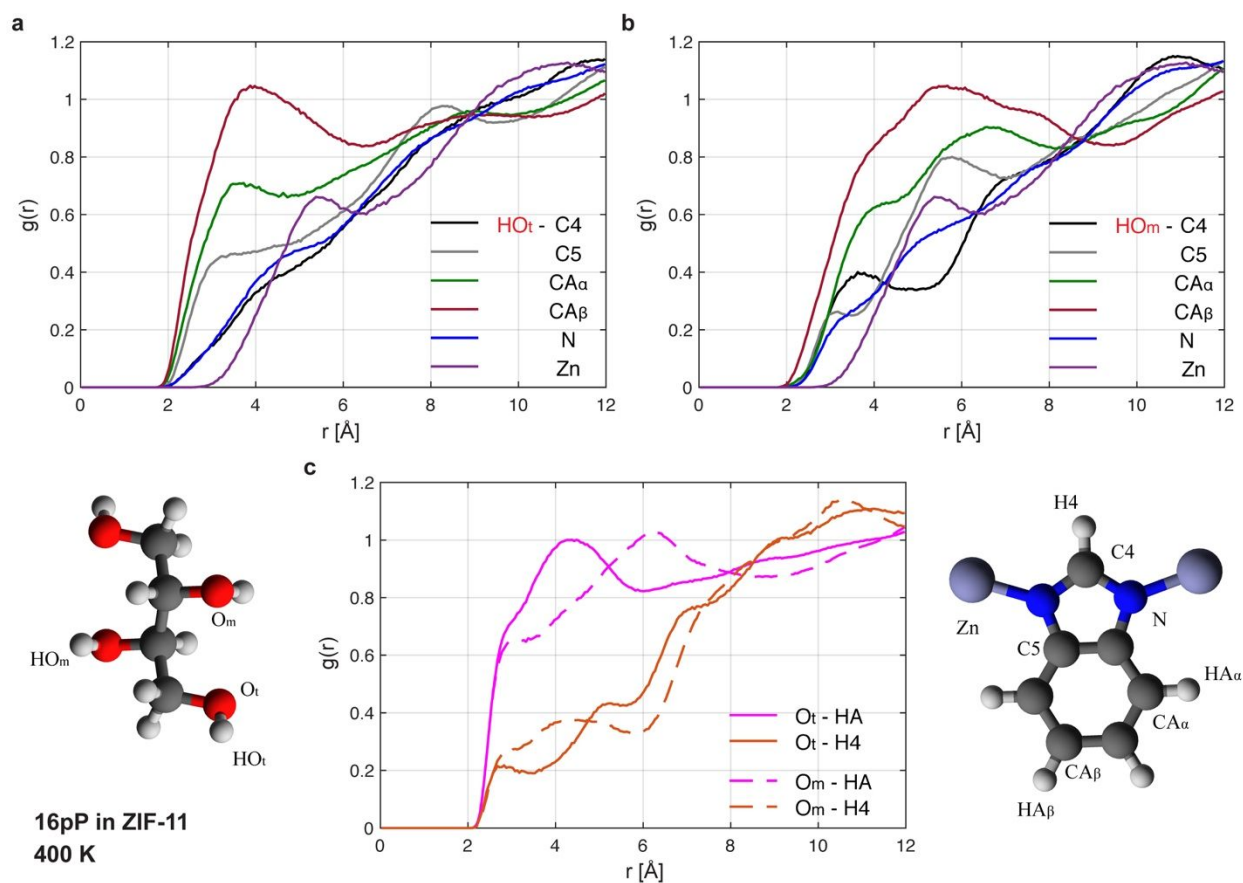 a
1.2
1
0.8
0.6
0.4
0.2
0
g(r)
0 2 4 6 8 10 12
r [Å]
HOt - C4
C5
CAα
CAβ
N
Zn
b
1.2
1
0.8
0.6
0.4
0.2
0
g(r)
0 2 4 6 8 10 12
r [Å]
HOm - C4
C5
CAα
CAβ
N
Zn
Om
HOm
Ot
HOt
16pP in ZIF-11
400 K
c
1.2
1
0.8
0.6
0.4
0.2
0
g(r)
0 2 4 6 8 10 12
r [Å]
Ot - HA
Ot - H4
Om - HA
Om - H4
H4
C4
Zn
N
C5
HAα
CAα
CAβ
HAβ